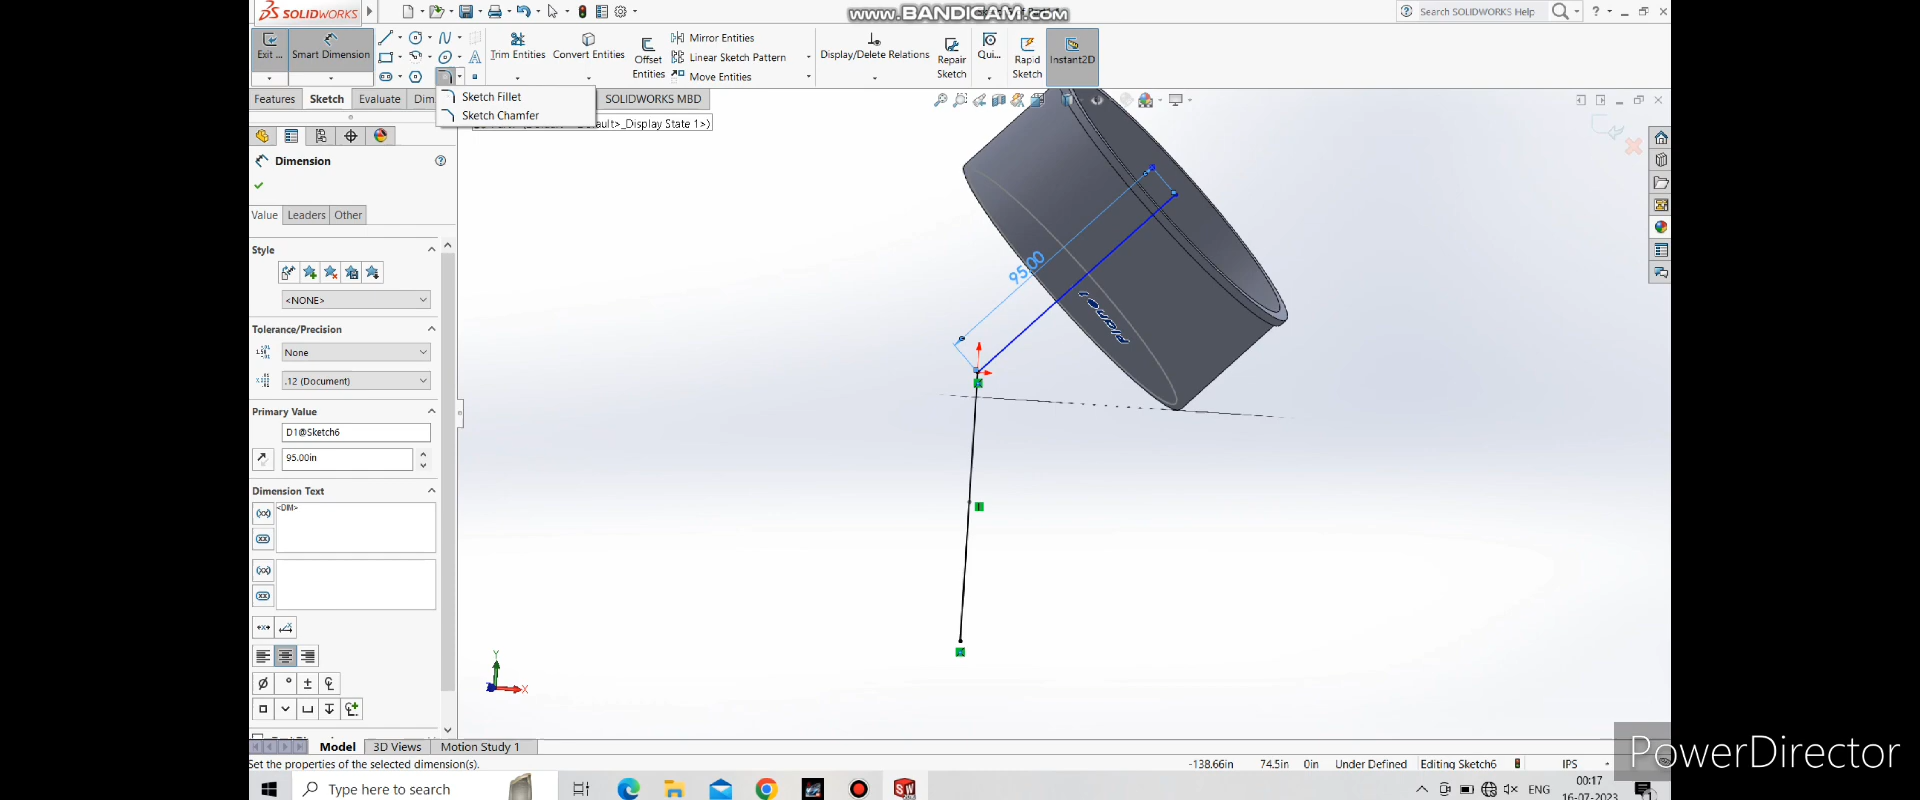 SOLIDWORKS
www.BANDICAM.com
Search SOLIDWORKS Help
?
Exit ...
Smart Dimension
Trim Entities
Convert Entities
Offset Entities
Mirror Entities
Linear Sketch Pattern
Move Entities
Display/Delete Relations
Repair Sketch
Qui...
Rapid Sketch
Instant2D
Features
Sketch
Evaluate
Dim
SOLIDWORKS MBD
Sketch Fillet
Sketch Chamfer
Default>_Display State 1>)
Dimension
Value
Leaders
Other
Style
<NONE>
Tolerance/Precision
None
.12 (Document)
Primary Value
D1@Sketch6
95.00in
Dimension Text
<DIM>
95.00
Y
X
Model
3D Views
Motion Study 1
Set the properties of the selected dimension(s).
-138.66in
74.5in
0in
Under Defined
Editing Sketch6
IPS
PowerDirector
Type here to search
ENG
00:17
16-07-2023